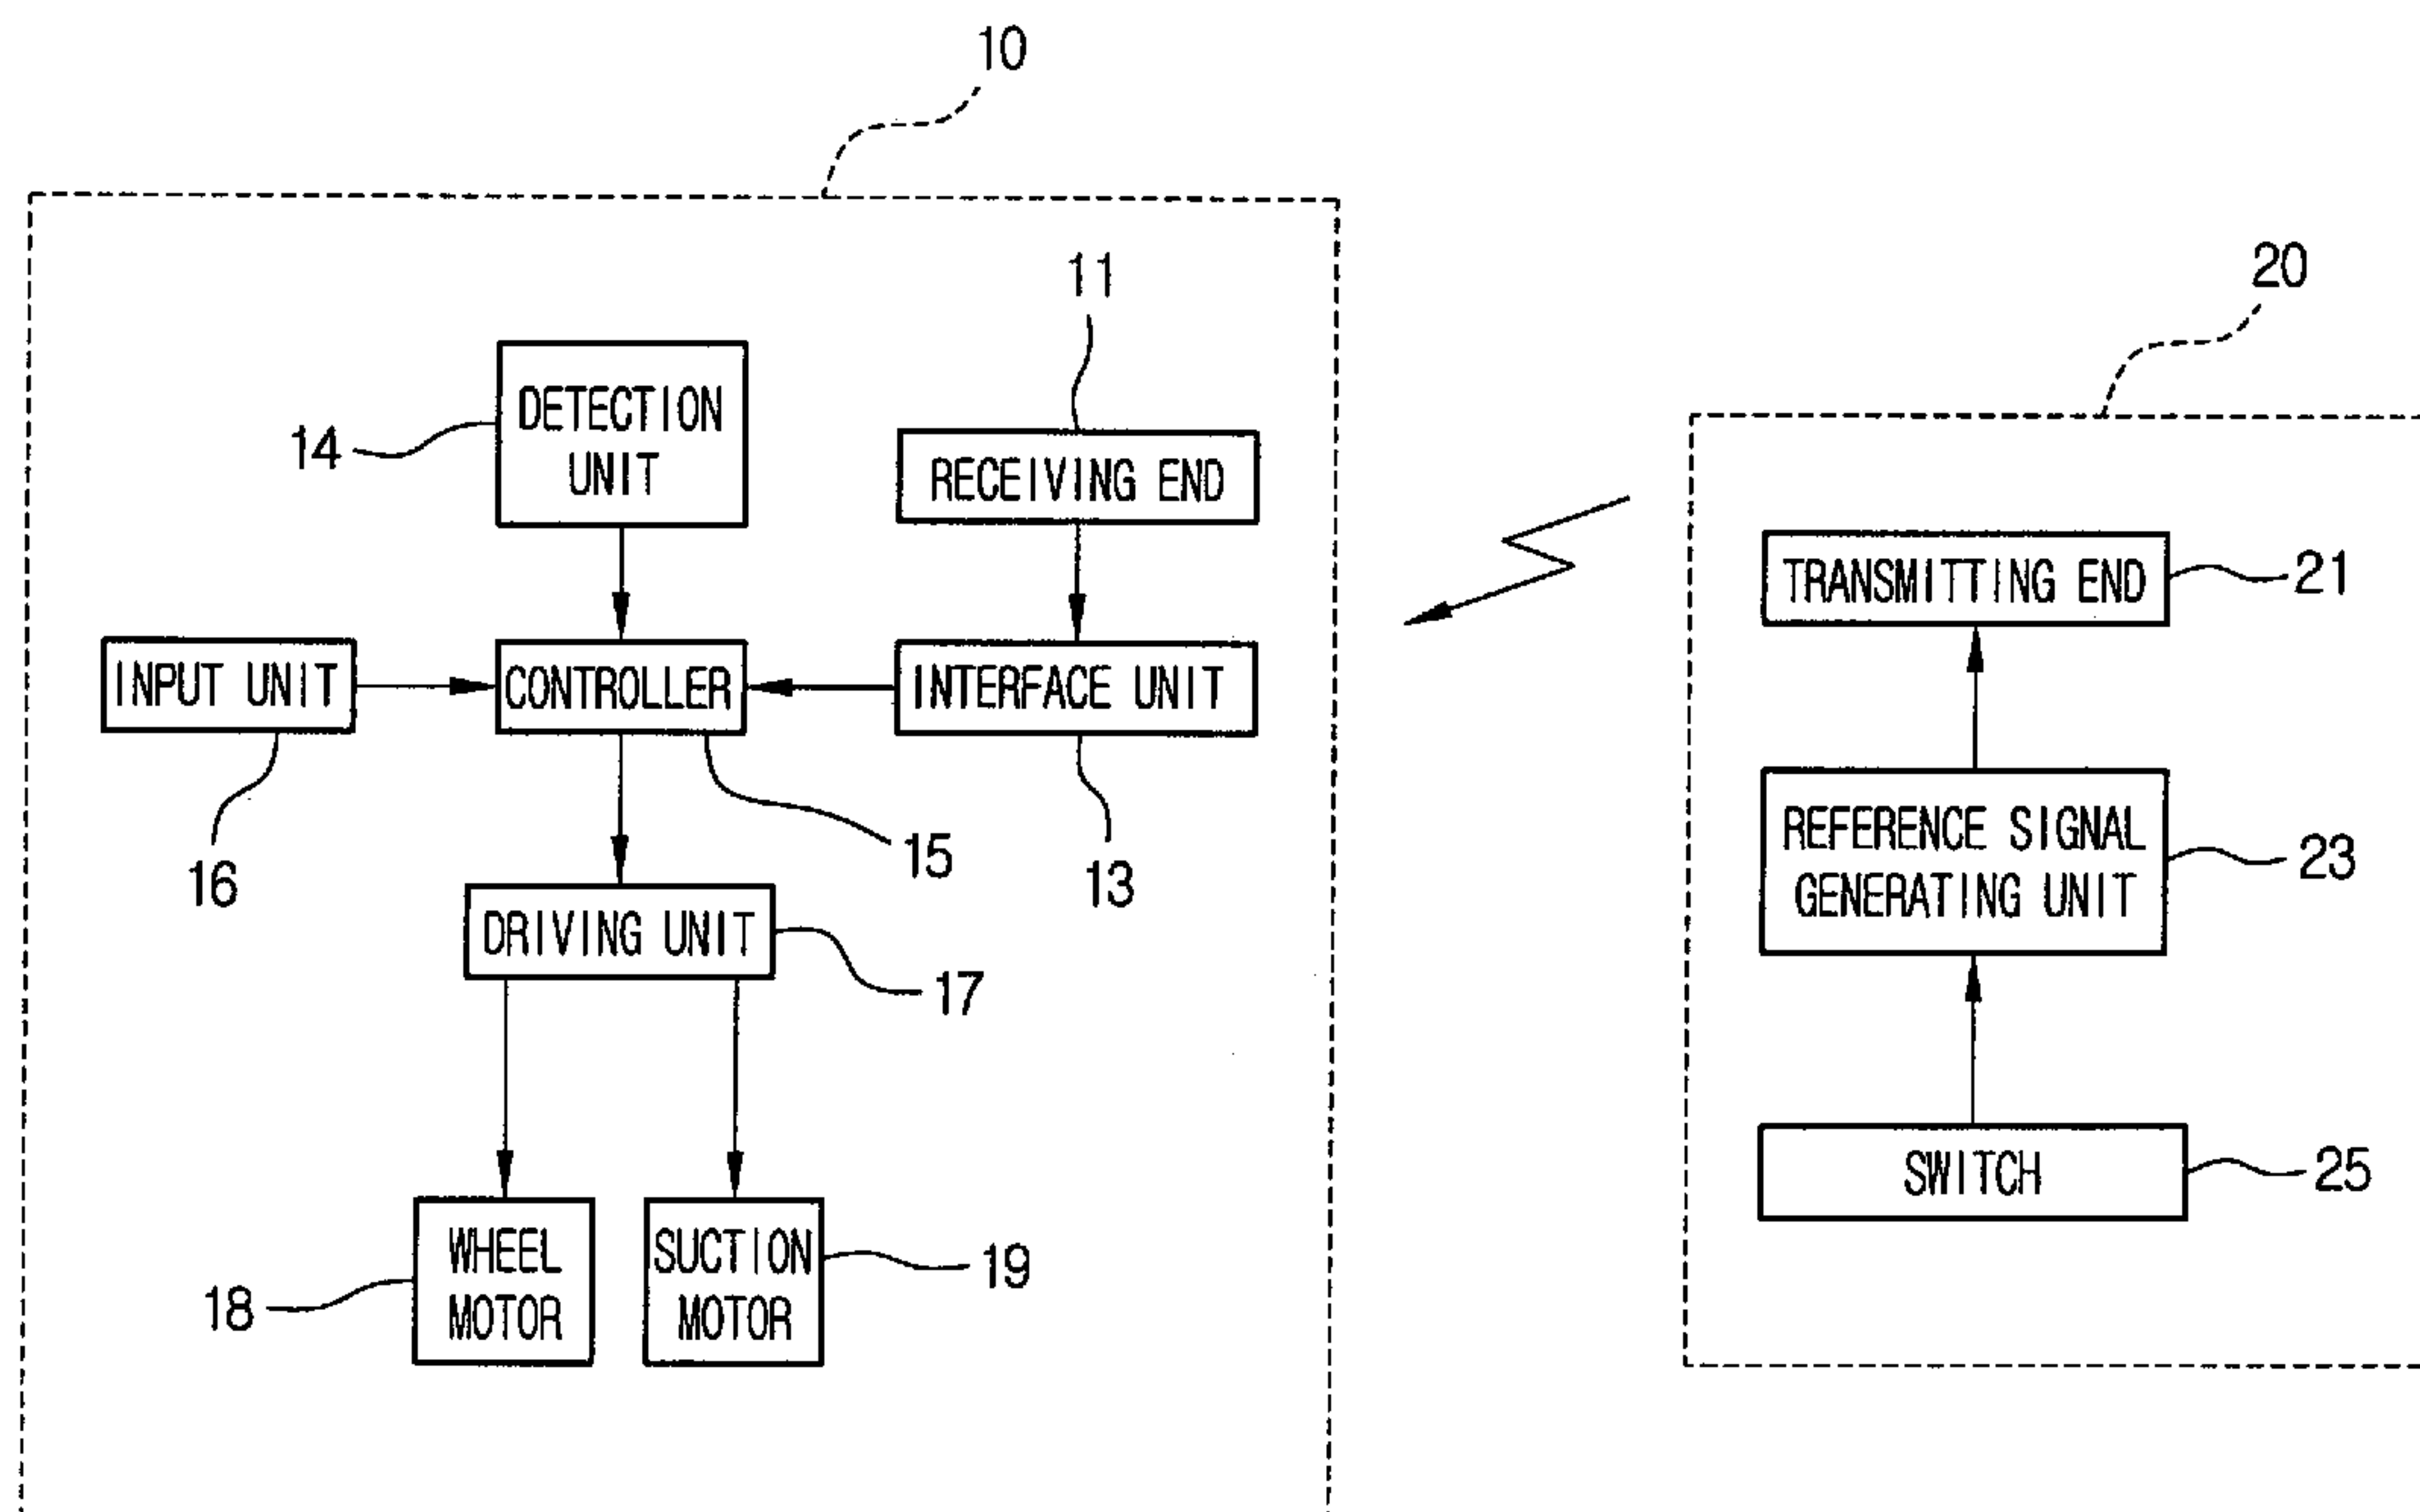 10
20
11
DETECTION
UNIT
14
RECEIVING END
TRANSMITTING END
21
INPUT UNIT
CONTROLLER
INTERFACE UNIT
16
15
13
REFERENCE SIGNAL
GENERATING UNIT
23
DRIVING UNIT
17
SWITCH
25
WHEEL
MOTOR
18
SUCTION
MOTOR
19